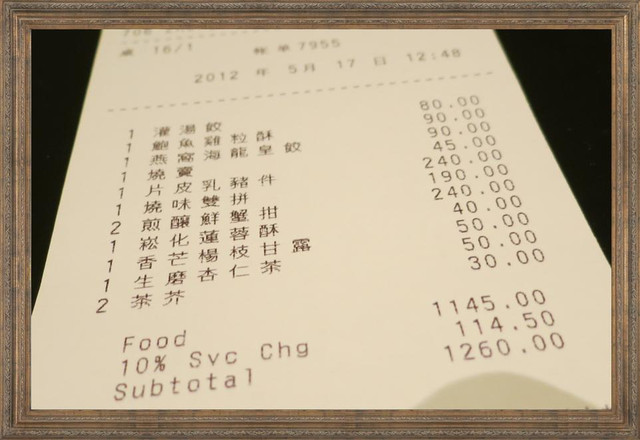 桌 16/1 帳單7955
2012 年 5月 17 日 12:48
1 灌湯餃 80.00
1 鮑魚雞粒酥 90.00
1 燕窩海龍皇餃 90.00
1 燒賣 45.00
1 片皮乳豬件 240.00
1 燒味雙拼 190.00
2 煎釀鮮蟹拑 240.00
1 崧化蓮蓉酥 40.00
1 香芒楊枝甘露 50.00
1 生磨杏仁茶 50.00
2 茶芥 30.00
Food 1145.00
10% Svc Chg 114.50
Subtotal 1260.00